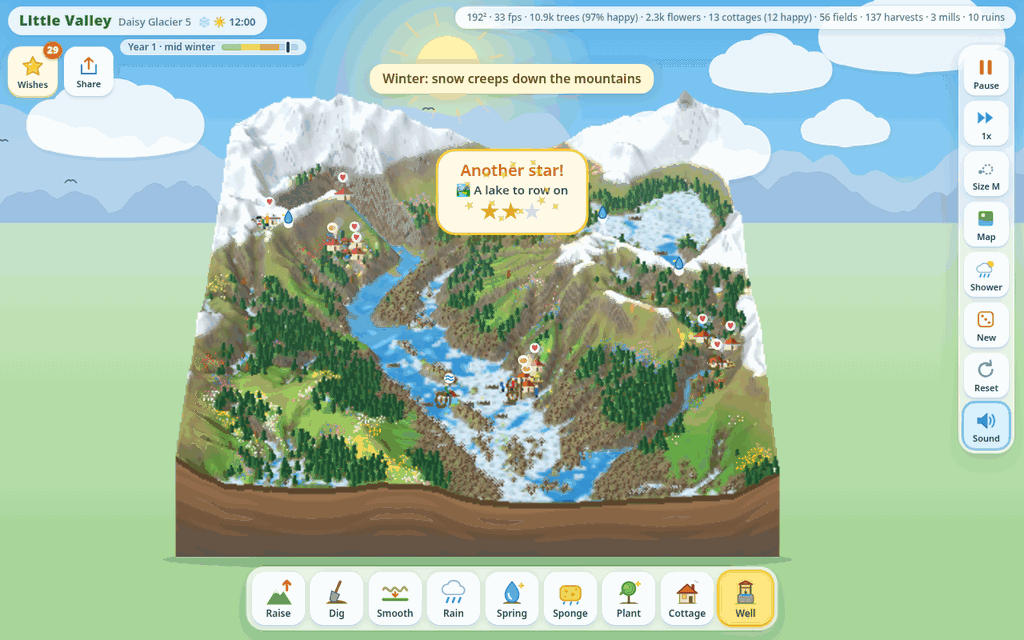 Little Valley Daisy Glacier 5 12:00
192² · 33 fps · 10.9k trees (97% happy) · 2.3k flowers · 13 cottages (12 happy) · 56 fields · 137 harvests · 3 mills · 10 ruins
Year 1 · mid winter
29
Wishes
Share
Winter: snow creeps down the mountains
Another star!
A lake to row on
Pause
1x
Size M
Map
Shower
New
Reset
Sound
Raise
Dig
Smooth
Rain
Spring
Sponge
Plant
Cottage
Well